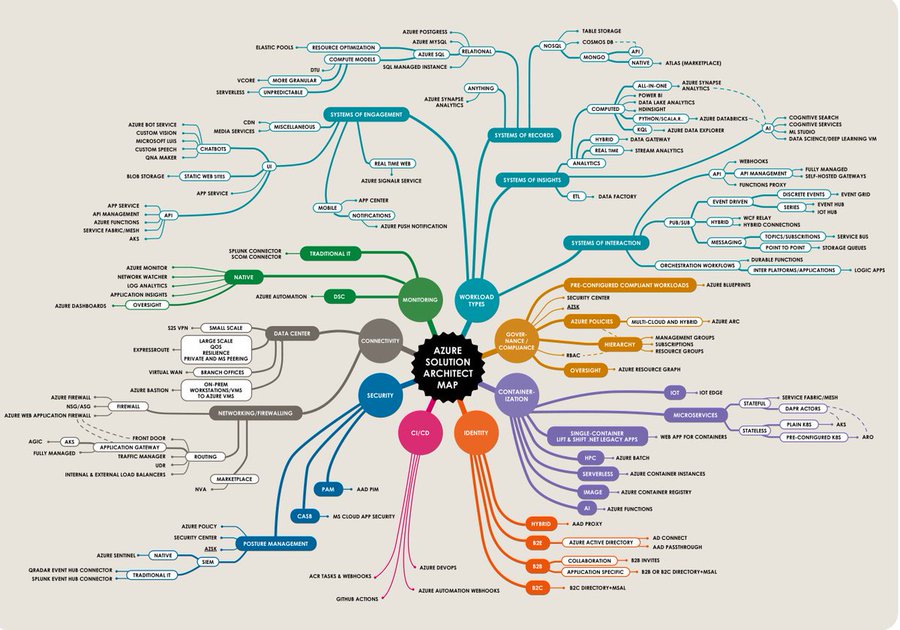 AZURE
SOLUTION
ARCHITECT
MAP
WORKLOAD
TYPES
SYSTEMS OF ENGAGEMENT
RESOURCE OPTIMIZATION
ELASTIC POOLS
COMPUTE MODELS
DTU
MORE GRANULAR
VCORE
UNPREDICTABLE
SERVERLESS
AZURE POSTGRESS
AZURE MYSQL
AZURE SQL
SQL MANAGED INSTANCE
RELATIONAL
ANYTHING
AZURE SYNAPSE
ANALYTICS
MISCELLANEOUS
CDN
MEDIA SERVICES
UI
CHATBOTS
AZURE BOT SERVICE
CUSTOM VISION
MICROSOFT LUIS
CUSTOM SPEECH
QNA MAKER
STATIC WEB SITES
BLOB STORAGE
APP SERVICE
API
APP SERVICE
API MANAGEMENT
AZURE FUNCTIONS
SERVICE FABRIC/MESH
AKS
REAL TIME WEB
AZURE SIGNALR SERVICE
MOBILE
APP CENTER
NOTIFICATIONS
AZURE PUSH NOTIFICATION
SYSTEMS OF RECORDS
NOSQL
TABLE STORAGE
COSMOS DB
MONGO
API
NATIVE
ATLAS (MARKETPLACE)
SYSTEMS OF INSIGHTS
COMPUTED
ALL-IN-ONE
AZURE SYNAPSE
ANALYTICS
POWER BI
DATA LAKE ANALYTICS
HDINSIGHT
PYTHON/SCALA.R.
AZURE DATABRICKS
KQL
AZURE DATA EXPLORER
HYBRID
DATA GATEWAY
REAL TIME
STREAM ANALYTICS
ANALYTICS
ETL
DATA FACTORY
AI
COGNITIVE SEARCH
COGNITIVE SERVICES
ML STUDIO
DATA SCIENCE/DEEP LEARNING VM
SYSTEMS OF INTERACTION
API
WEBHOOKS
API MANAGEMENT
FULLY MANAGED
SELF-HOSTED GATEWAYS
FUNCTIONS PROXY
PUB/SUB
EVENT DRIVEN
DISCRETE EVENTS
EVENT GRID
SERIES
EVENT HUB
IOT HUB
HYBRID
WCF RELAY
HYBRID CONNECTIONS
MESSAGING
TOPICS/SUBSCRITIONS
SERVICE BUS
POINT TO POINT
STORAGE QUEUES
ORCHESTRATION WORKFLOWS
DURABLE FUNCTIONS
INTER PLATFORMS/APPLICATIONS
LOGIC APPS
MONITORING
TRADITIONAL IT
SPLUNK CONNECTOR
SCOM CONNECTOR
NATIVE
AZURE MONITOR
NETWORK WATCHER
LOG ANALYTICS
APPLICATION INSIGHTS
OVERSIGHT
AZURE DASHBOARDS
DSC
AZURE AUTOMATION
GOVER-
NANCE /
COMPLIANCE
PRE-CONFIGURED COMPLIANT WORKLOADS
AZURE BLUEPRINTS
SECURITY CENTER
AZSK
AZURE POLICIES
MULTI-CLOUD AND HYBRID
AZURE ARC
HIERARCHY
MANAGEMENT GROUPS
SUBSCRIPTIONS
RESOURCE GROUPS
RBAC
OVERSIGHT
AZURE RESOURCE GRAPH
CONNECTIVITY
DATA CENTER
SMALL SCALE
S2S VPN
LARGE SCALE
QOS
RESILIENCE
PRIVATE AND MS PEERING
EXPRESSROUTE
BRANCH OFFICES
VIRTUAL WAN
ON-PREM
WORKSTATIONS/VMS
TO AZURE VMS
AZURE BASTION
NETWORKING/FIREWALLING
FIREWALL
AZURE FIREWALL
NSG/ASG
AZURE WEB APPLICATION FIREWALL
ROUTING
FRONT DOOR
APPLICATION GATEWAY
AKS
AGIC
FULLY MANAGED
TRAFFIC MANAGER
UDR
INTERNAL & EXTERNAL LOAD BALANCERS
MARKETPLACE
NVA
CONTAINER-
IZATION
IOT
IOT EDGE
MICROSERVICES
STATEFUL
SERVICE FABRIC/MESH
DAPR ACTORS
STATELESS
PLAIN K8S
AKS
PRE-CONFIGURED K8S
ARO
SINGLE-CONTAINER
LIFT & SHIFT .NET LEGACY APPS
WEB APP FOR CONTAINERS
HPC
AZURE BATCH
SERVERLESS
AZURE CONTAINER INSTANCES
IMAGE
AZURE CONTAINER REGISTRY
AI
AZURE FUNCTIONS
SECURITY
PAM
AAD PIM
CASB
MS CLOUD APP SECURITY
POSTURE MANAGEMENT
AZURE POLICY
SECURITY CENTER
AZSK
SIEM
NATIVE
AZURE SENTINEL
TRADITIONAL IT
QRADAR EVENT HUB CONNECTOR
SPLUNK EVENT HUB CONNECTOR
CI/CD
AZURE DEVOPS
ACR TASKS & WEBHOOKS
AZURE AUTOMATION WEBHOOKS
GITHUB ACTIONS
IDENTITY
HYBRID
AAD PROXY
B2E
AZURE ACTIVE DIRECTORY
AD CONNECT
AAD PASSTHROUGH
B2B
COLLABORATION
B2B INVITES
APPLICATION SPECIFIC
B2B OR B2C DIRECTORY+MSAL
B2C
B2C DIRECTORY+MSAL